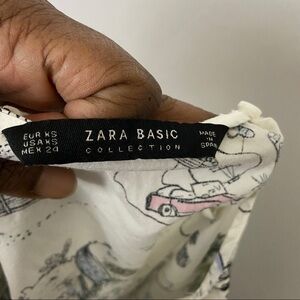 EUR XS
USA XS
MEX 24
ZARA BASIC
COLLECTION
MADE
IN
SPAIN